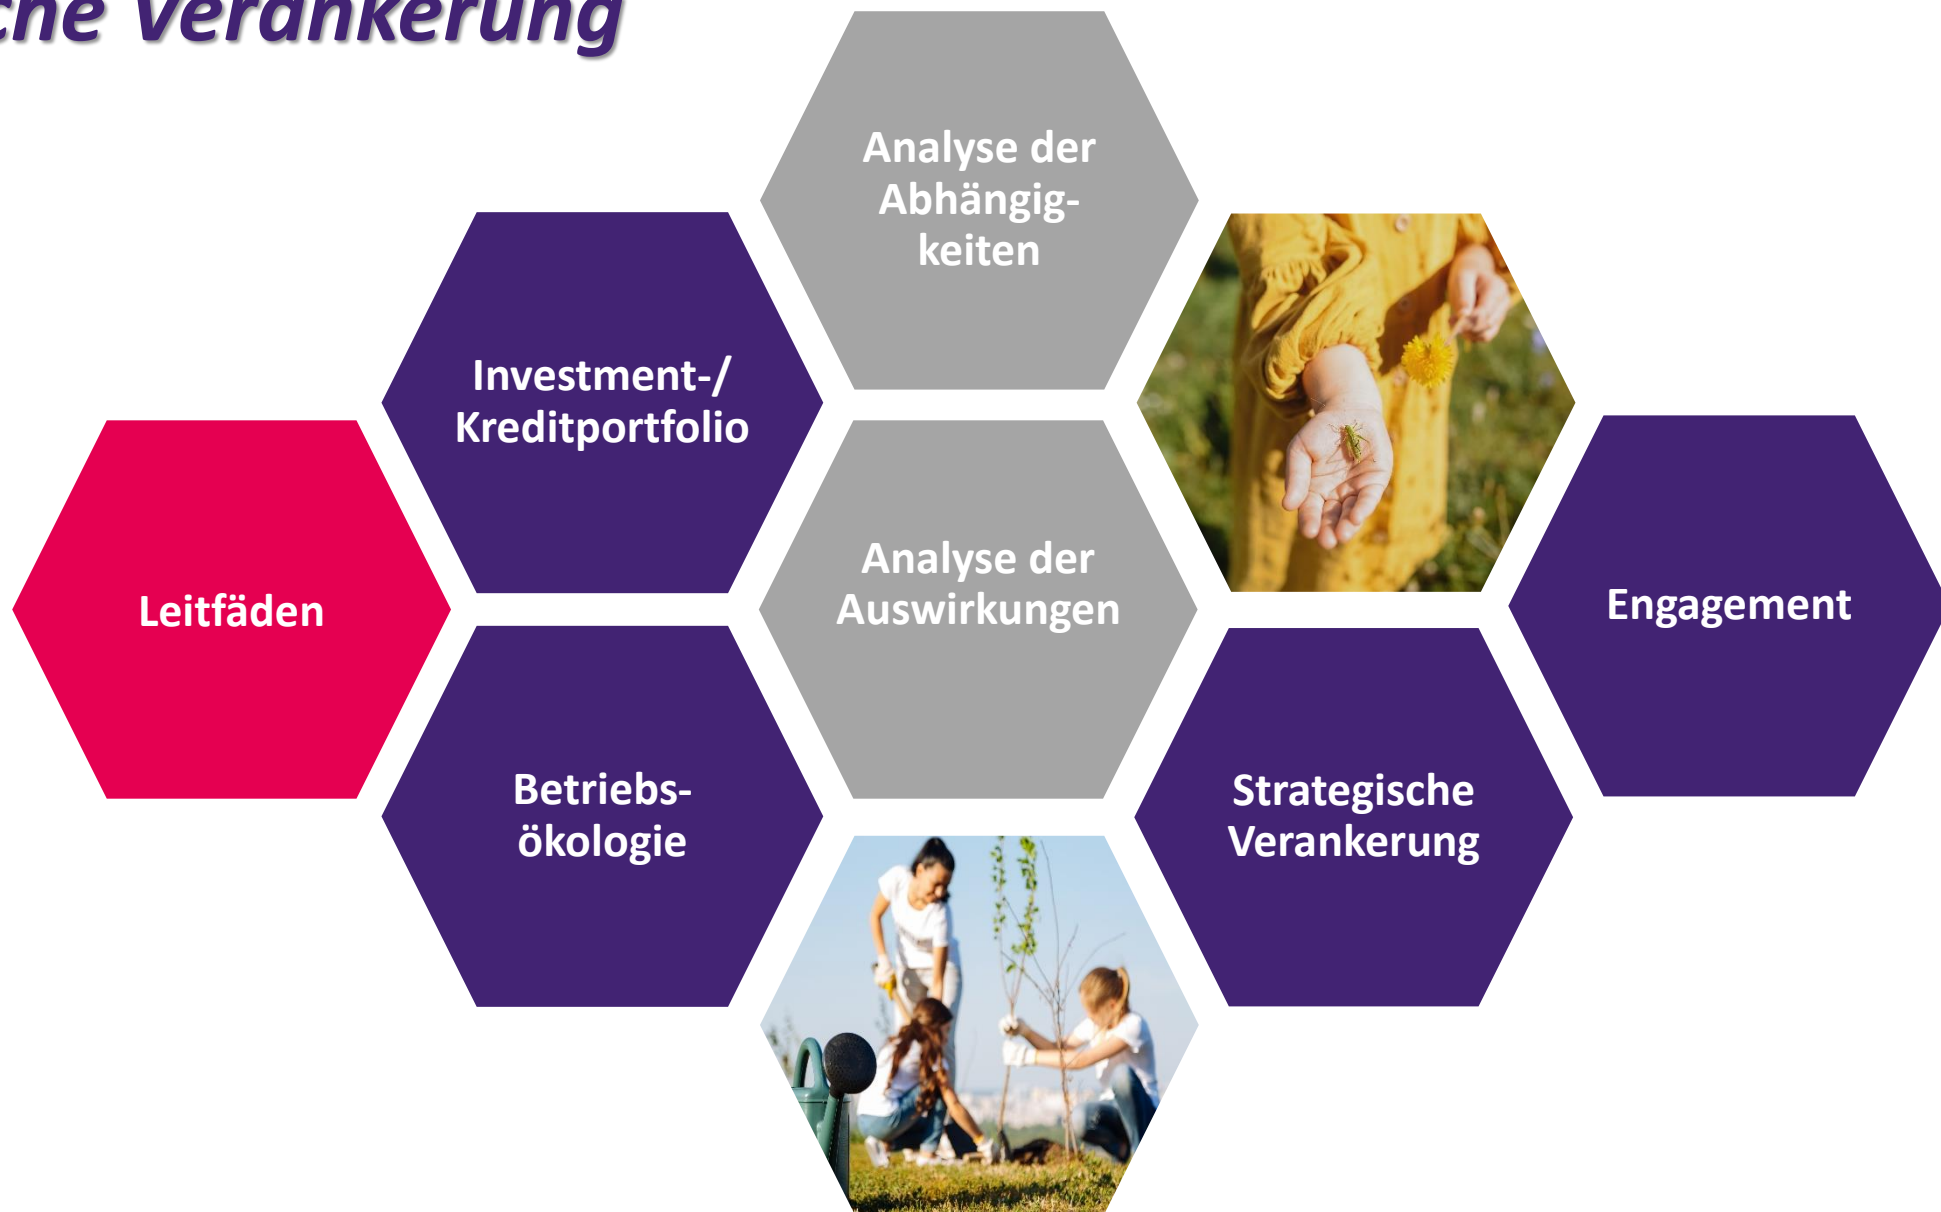 che Verankerung
Analyse der
Abhängig-
keiten
Investment-/
Kreditportfolio
Leitfäden
Analyse der
Auswirkungen
Engagement
Betriebs-
ökologie
Strategische
Verankerung